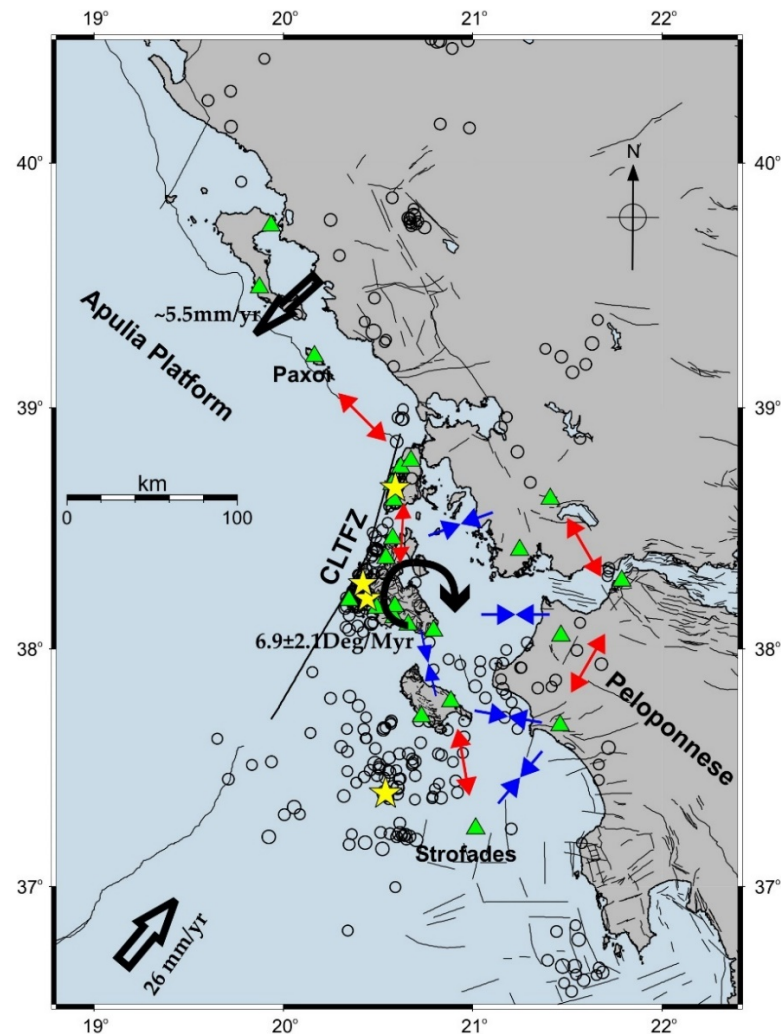 19°
20°
21°
22°
N
40°
40°
~5.5mm/yr
Apulia Platform
Paxoi
39°
39°
km
0
100
CLTFZ
38°
38°
6.9±2.1Deg/Myr
Peloponnese
Strofades
37°
37°
26 mm/yr
19°
20°
21°
22°